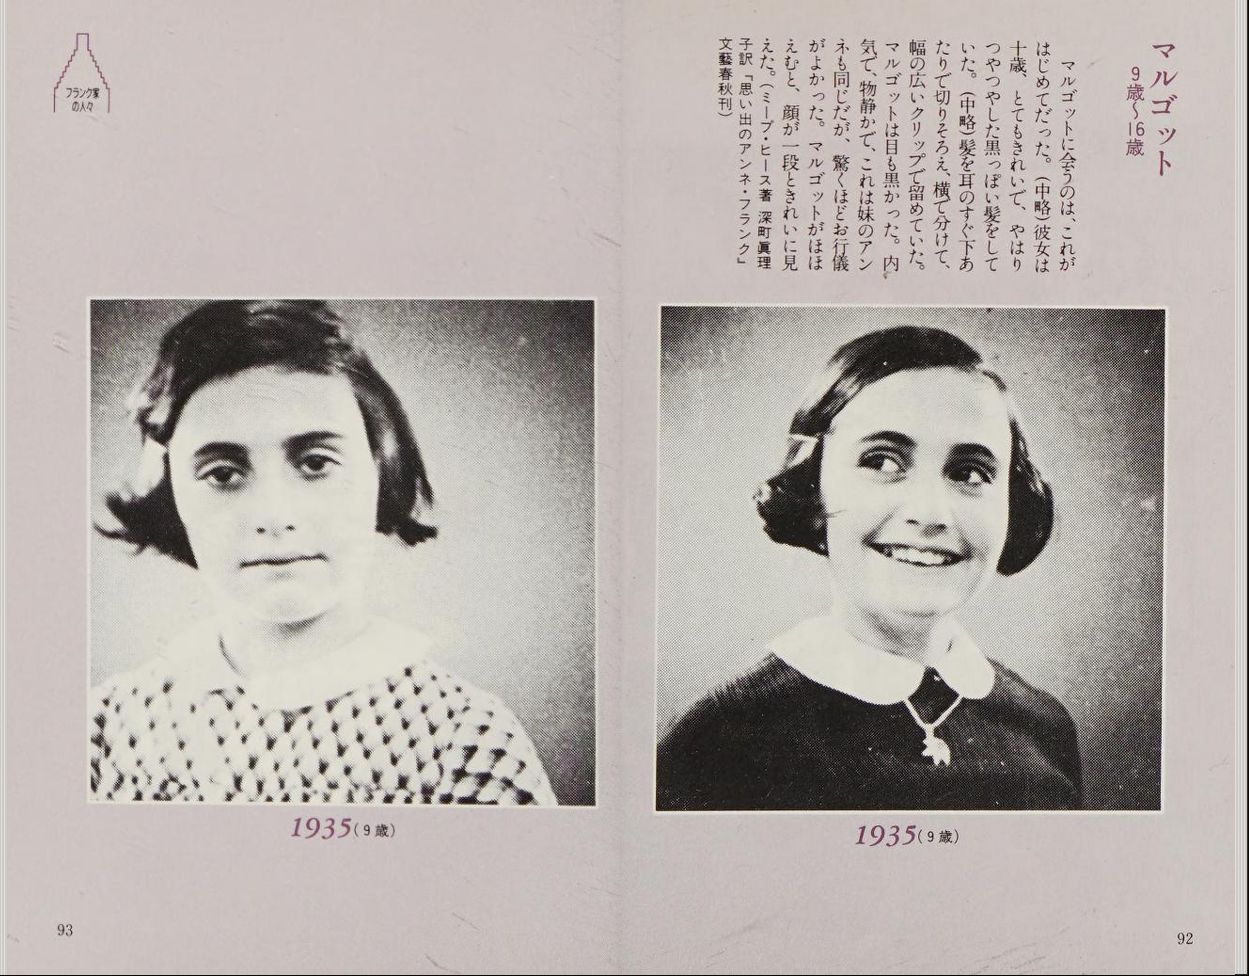 マルゴット
9歳〜16歳
マルゴットに会うのは、これが
はじめてだった。(中略)彼女は
十歳、とてもきれいで、やはり
つやつやした黒っぽい髪をして
いた。(中略)髪を耳のすぐ下あ
たりで切りそろえ、横で分けて、
幅の広いクリップで留めていた。
マルゴットは目も黒かった。内
気で、物静かで、これは妹のアン
ネも同じだが、驚くほどお行儀
がよかった。マルゴットがほほ
えむと、顔が一段ときれいに見
えた。(ミープ・ヒース著 深町眞理
子訳『思い出のアンネ・フランク』
文藝春秋刊)
1935(9歳)
92
フランク家
の人々
1935(9歳)
93